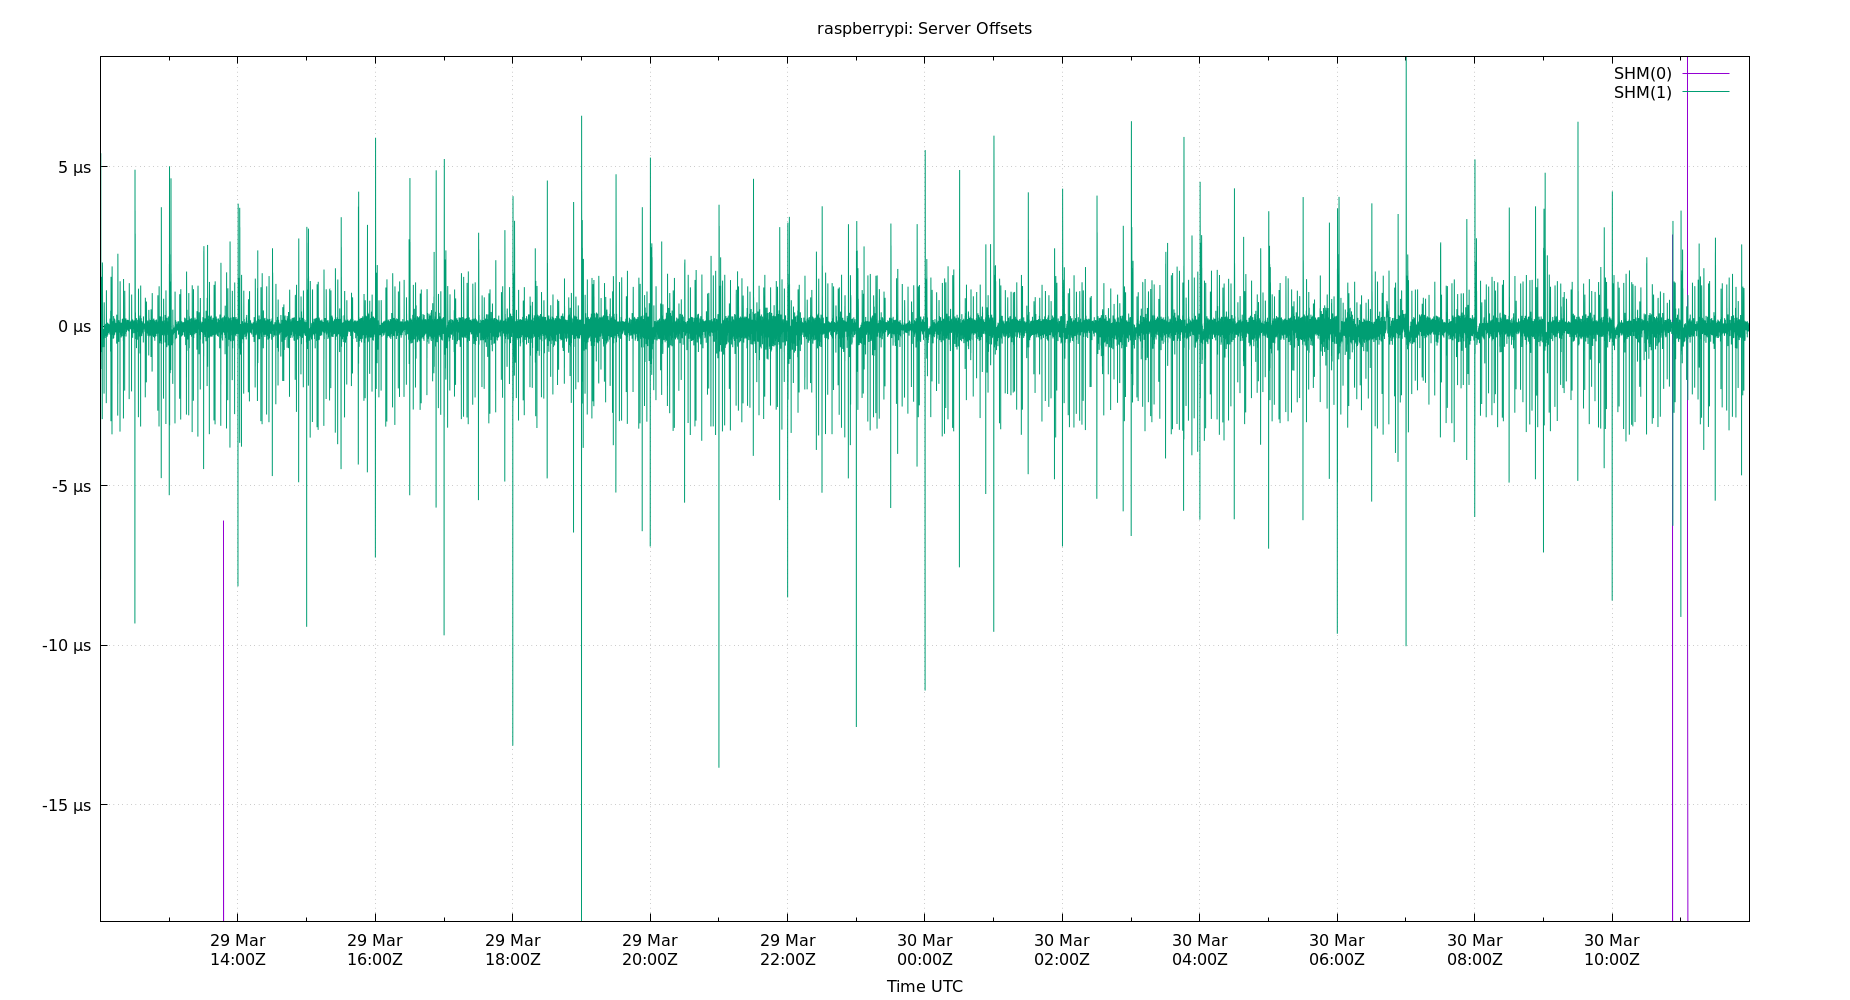 raspberrypi: Server Offsets
SHM(0)
SHM(1)
5 µs
0 µs
-5 µs
-10 µs
-15 µs
29 Mar 29 Mar 29 Mar 29 Mar 29 Mar 30 Mar 30 Mar 30 Mar 30 Mar 30 Mar 30 Mar
14:00Z 16:00Z 18:00Z 20:00Z 22:00Z 00:00Z 02:00Z 04:00Z 06:00Z 08:00Z 10:00Z
Time UTC